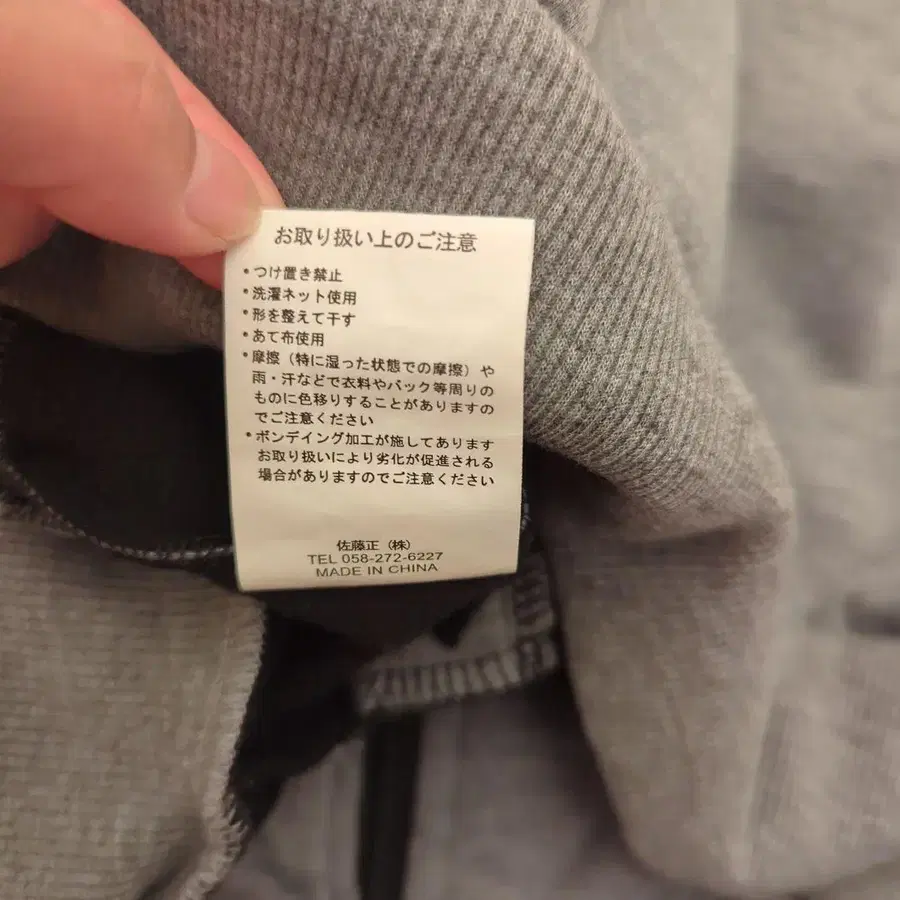 お取り扱い上のご注意
・つけ置き禁止
・洗濯ネット使用
・形を整えて干す
・あて布使用
・摩擦（特に湿った状態での摩擦）や
雨・汗などで衣料やバック等周りの
ものに色移りすることがありますの
でご注意ください
・ボンデイング加工が施してあります
お取り扱いにより劣化が促進される
場合がありますのでご注意ください
佐藤正（株）
TEL 058-272-6227
MADE IN CHINA